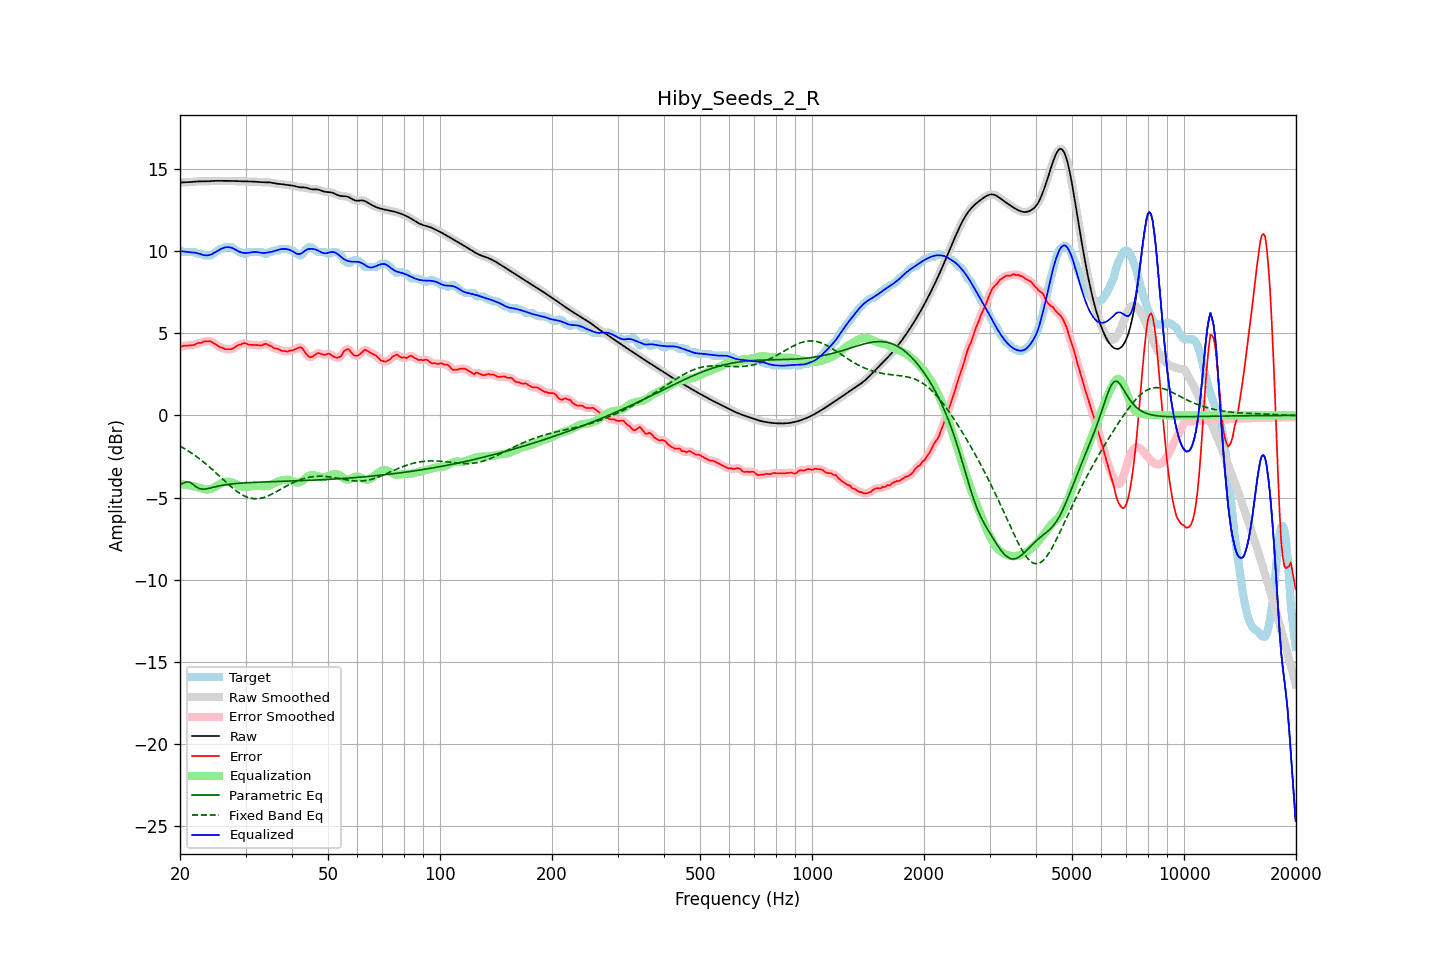 Hiby_Seeds_2_R
Amplitude (dBr)
15
10
5
0
−5
−10
−15
−20
−25
Target
Raw Smoothed
Error Smoothed
Raw
Error
Equalization
Parametric Eq
Fixed Band Eq
Equalized
20 50 100 200 500 1000 2000 5000 10000 20000
Frequency (Hz)